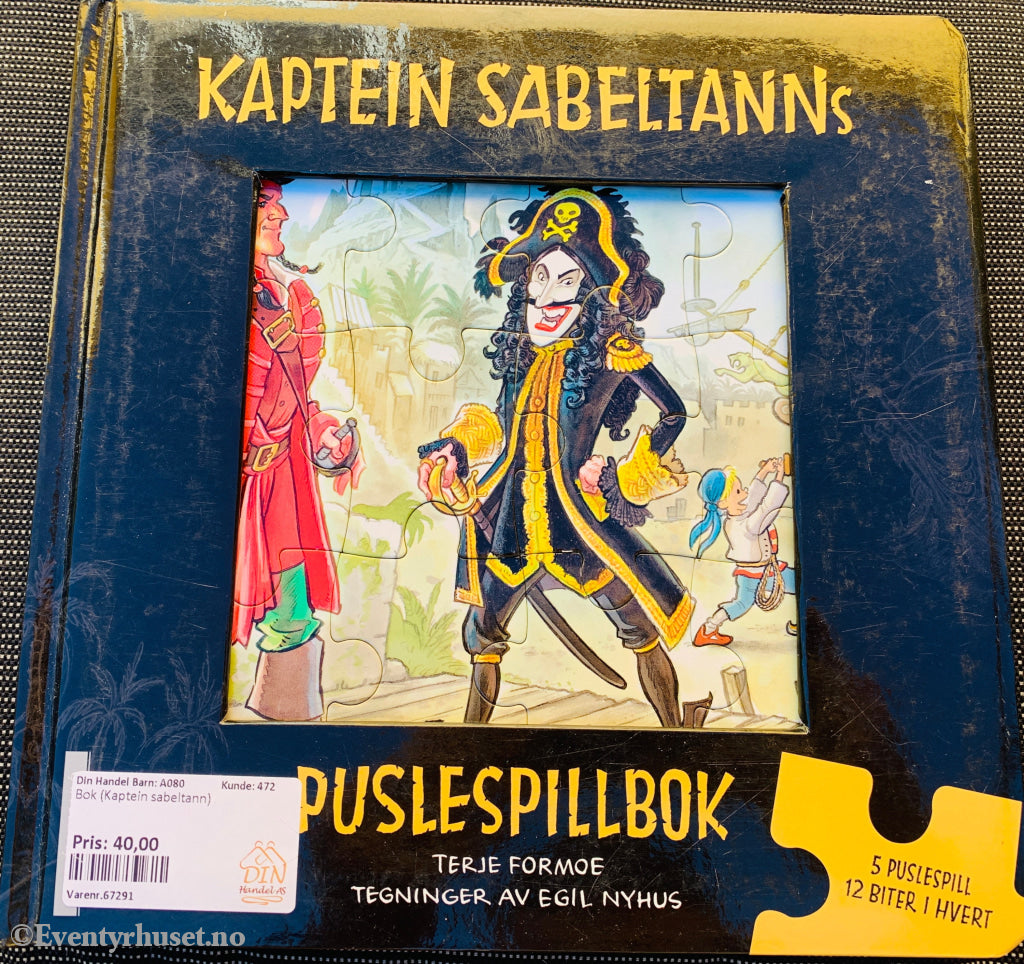 KAPTEIN SABELTANNs
PUSLESPILLBOK
TERJE FORMOE
TEGNINGER AV EGIL NYHUS
5 PUSLESPILL
12 BITER I HVERT
Din Handel Barn: A080 Kunde: 472
Bok (Kaptein sabeltann)
Pris: 40,00
Varenr.67291
DIN
Handel AS
©Eventyrhuset.no